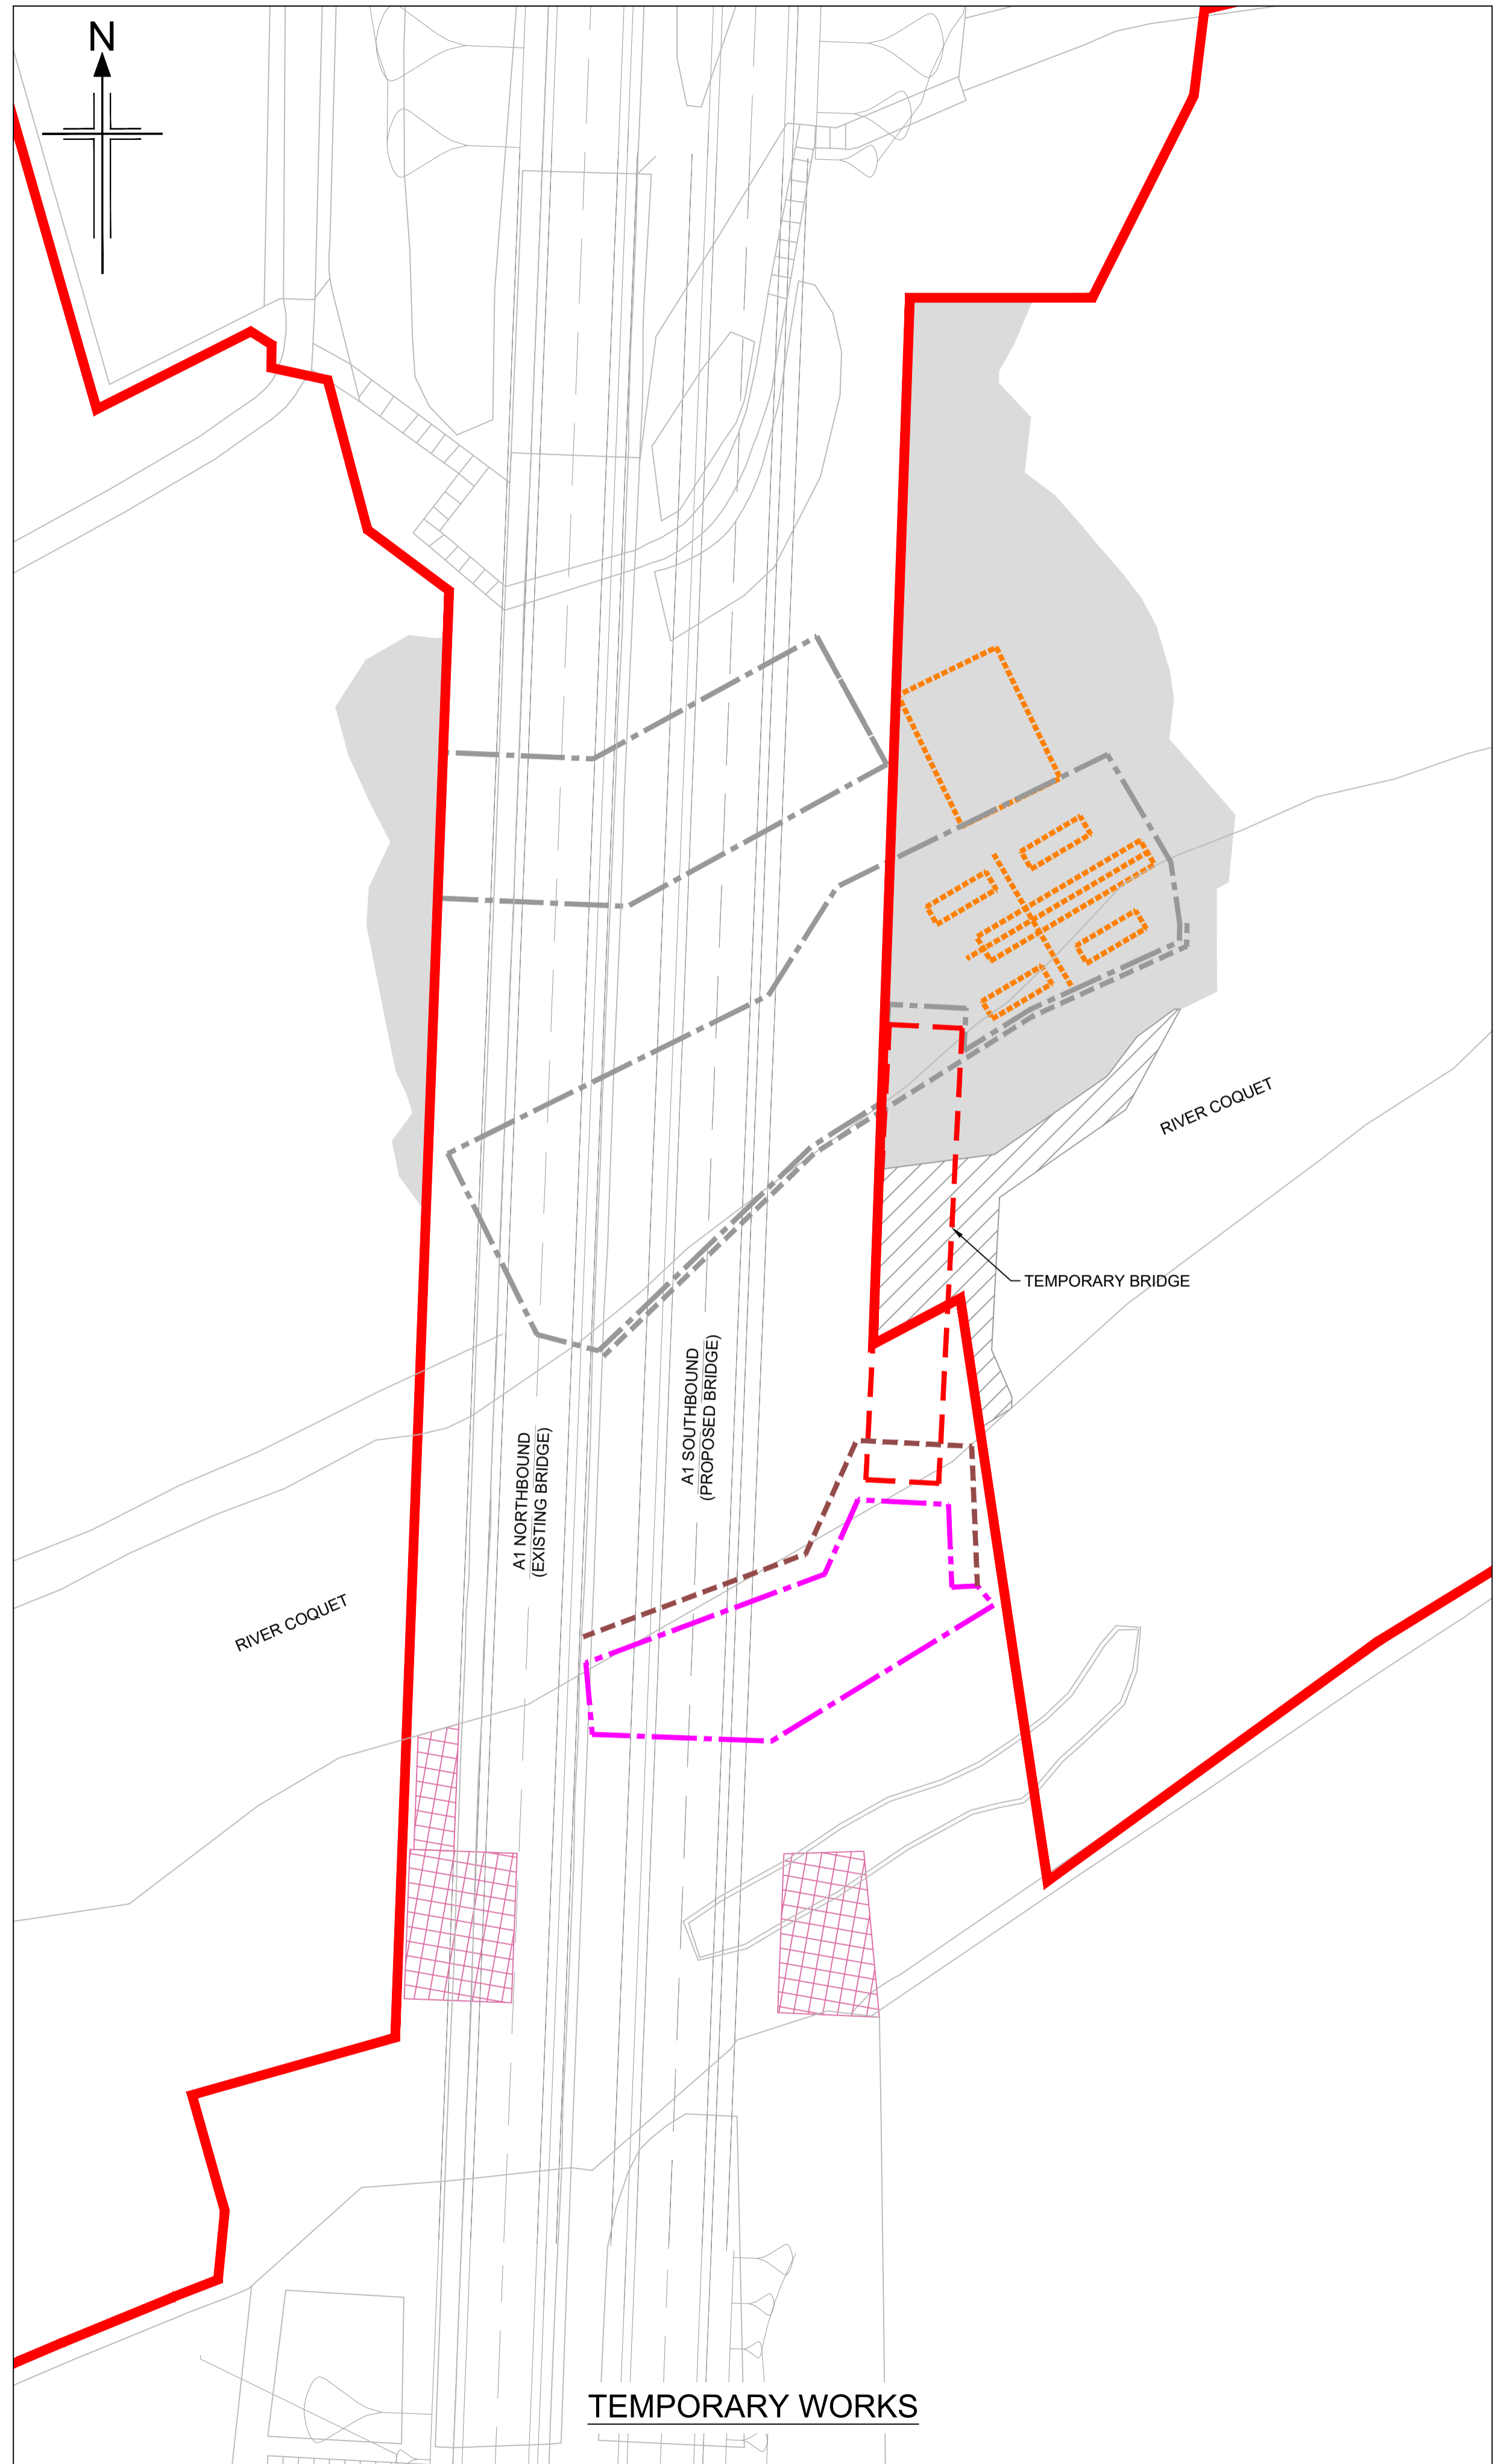 N
RIVER COQUET
TEMPORARY BRIDGE
A1 SOUTHBOUND
(PROPOSED BRIDGE)
A1 NORTHBOUND
(EXISTING BRIDGE)
RIVER COQUET
TEMPORARY WORKS